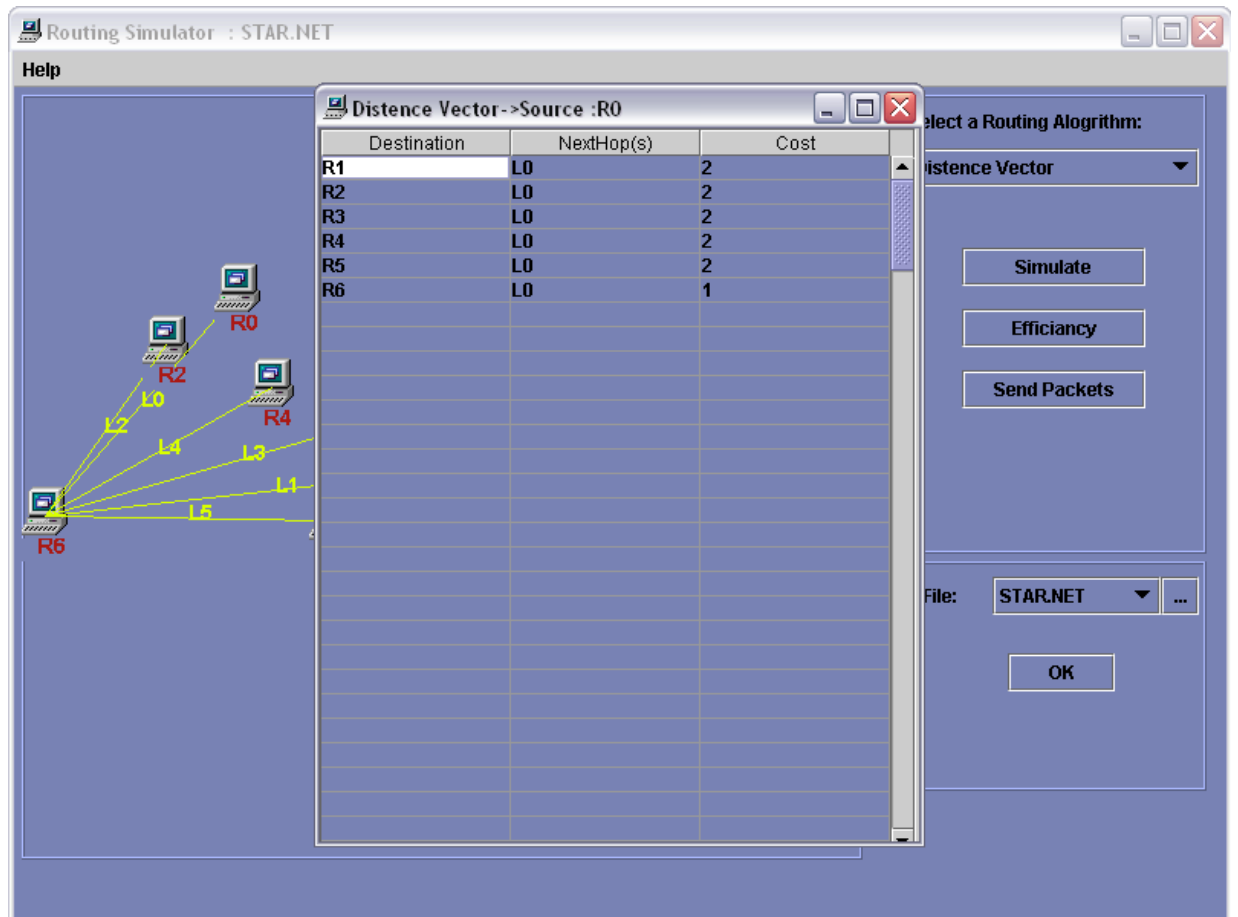 Routing Simulator : STAR.NET
Help
Distence Vector->Source :R0
Destination NextHop(s) Cost
R1 L0 2
R2 L0 2
R3 L0 2
R4 L0 2
R5 L0 2
R6 L0 1
elect a Routing Alogrithm:
istence Vector
Simulate
Efficiancy
Send Packets
R0
R2
L0
R4
L2
L4
L3
L1
L5
R6
File: STAR.NET ...
OK